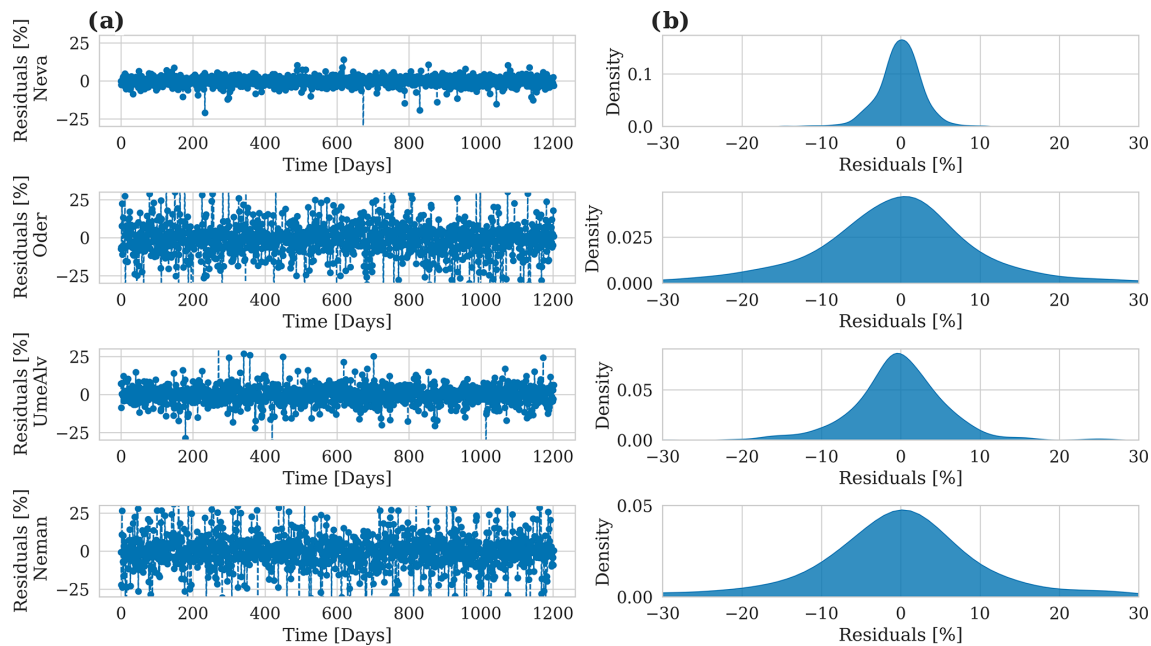 (a) (b)
Residuals [%]
Neva
25
0
−25
0 200 400 600 800 1000 1200
Time [Days]
Density
0.1
0.0
−30 −20 −10 0 10 20 30
Residuals [%]
Residuals [%]
Oder
25
0
−25
0 200 400 600 800 1000 1200
Time [Days]
Density
0.025
0.000
−30 −20 −10 0 10 20 30
Residuals [%]
Residuals [%]
UmeAlv
25
0
−25
0 200 400 600 800 1000 1200
Time [Days]
Density
0.05
0.00
−30 −20 −10 0 10 20 30
Residuals [%]
Residuals [%]
Neman
25
0
−25
0 200 400 600 800 1000 1200
Time [Days]
Density
0.05
0.00
−30 −20 −10 0 10 20 30
Residuals [%]